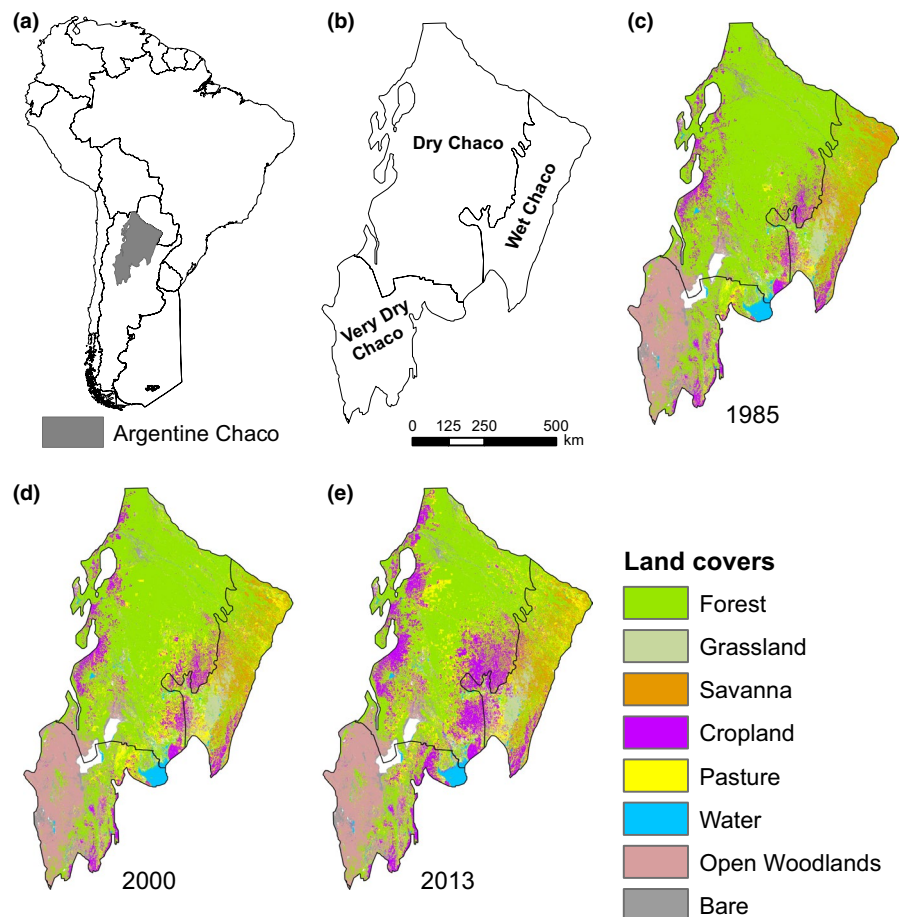 (a)
Argentine Chaco
(b)
Dry Chaco
Wet Chaco
Very Dry
Chaco
0 125 250 500
km
(c)
1985
(d)
2000
(e)
2013
Land covers
Forest
Grassland
Savanna
Cropland
Pasture
Water
Open Woodlands
Bare